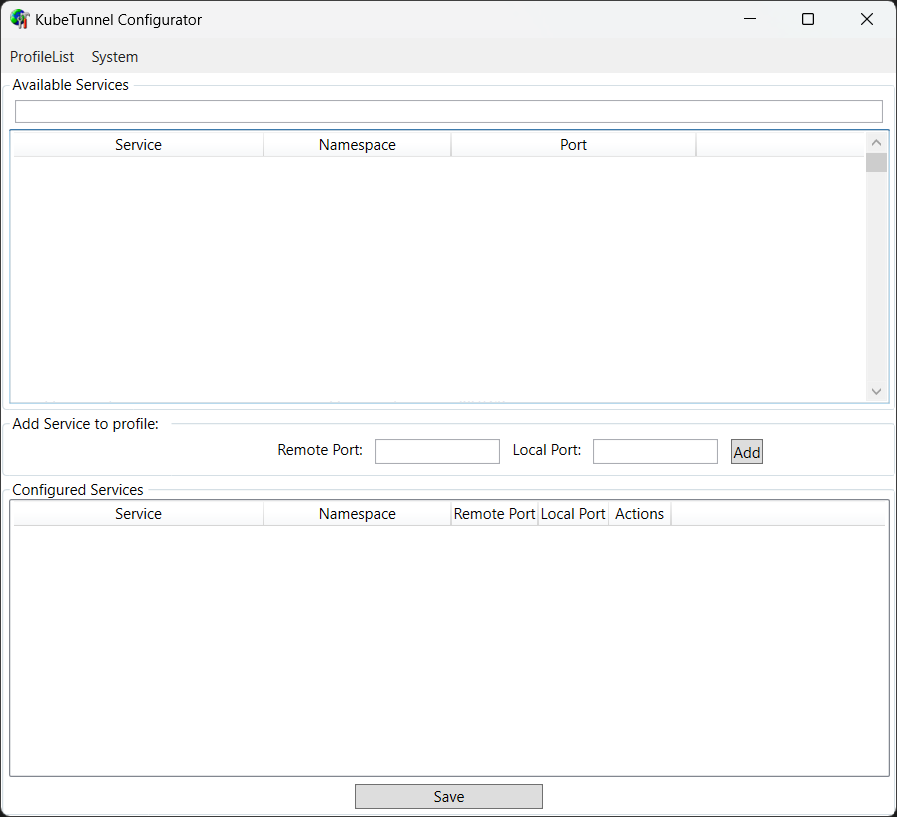 KubeTunnel Configurator
ProfileList System
Available Services
Service Namespace Port
Add Service to profile:
Remote Port: Local Port: Add
Configured Services
Service Namespace Remote Port Local Port Actions
Save